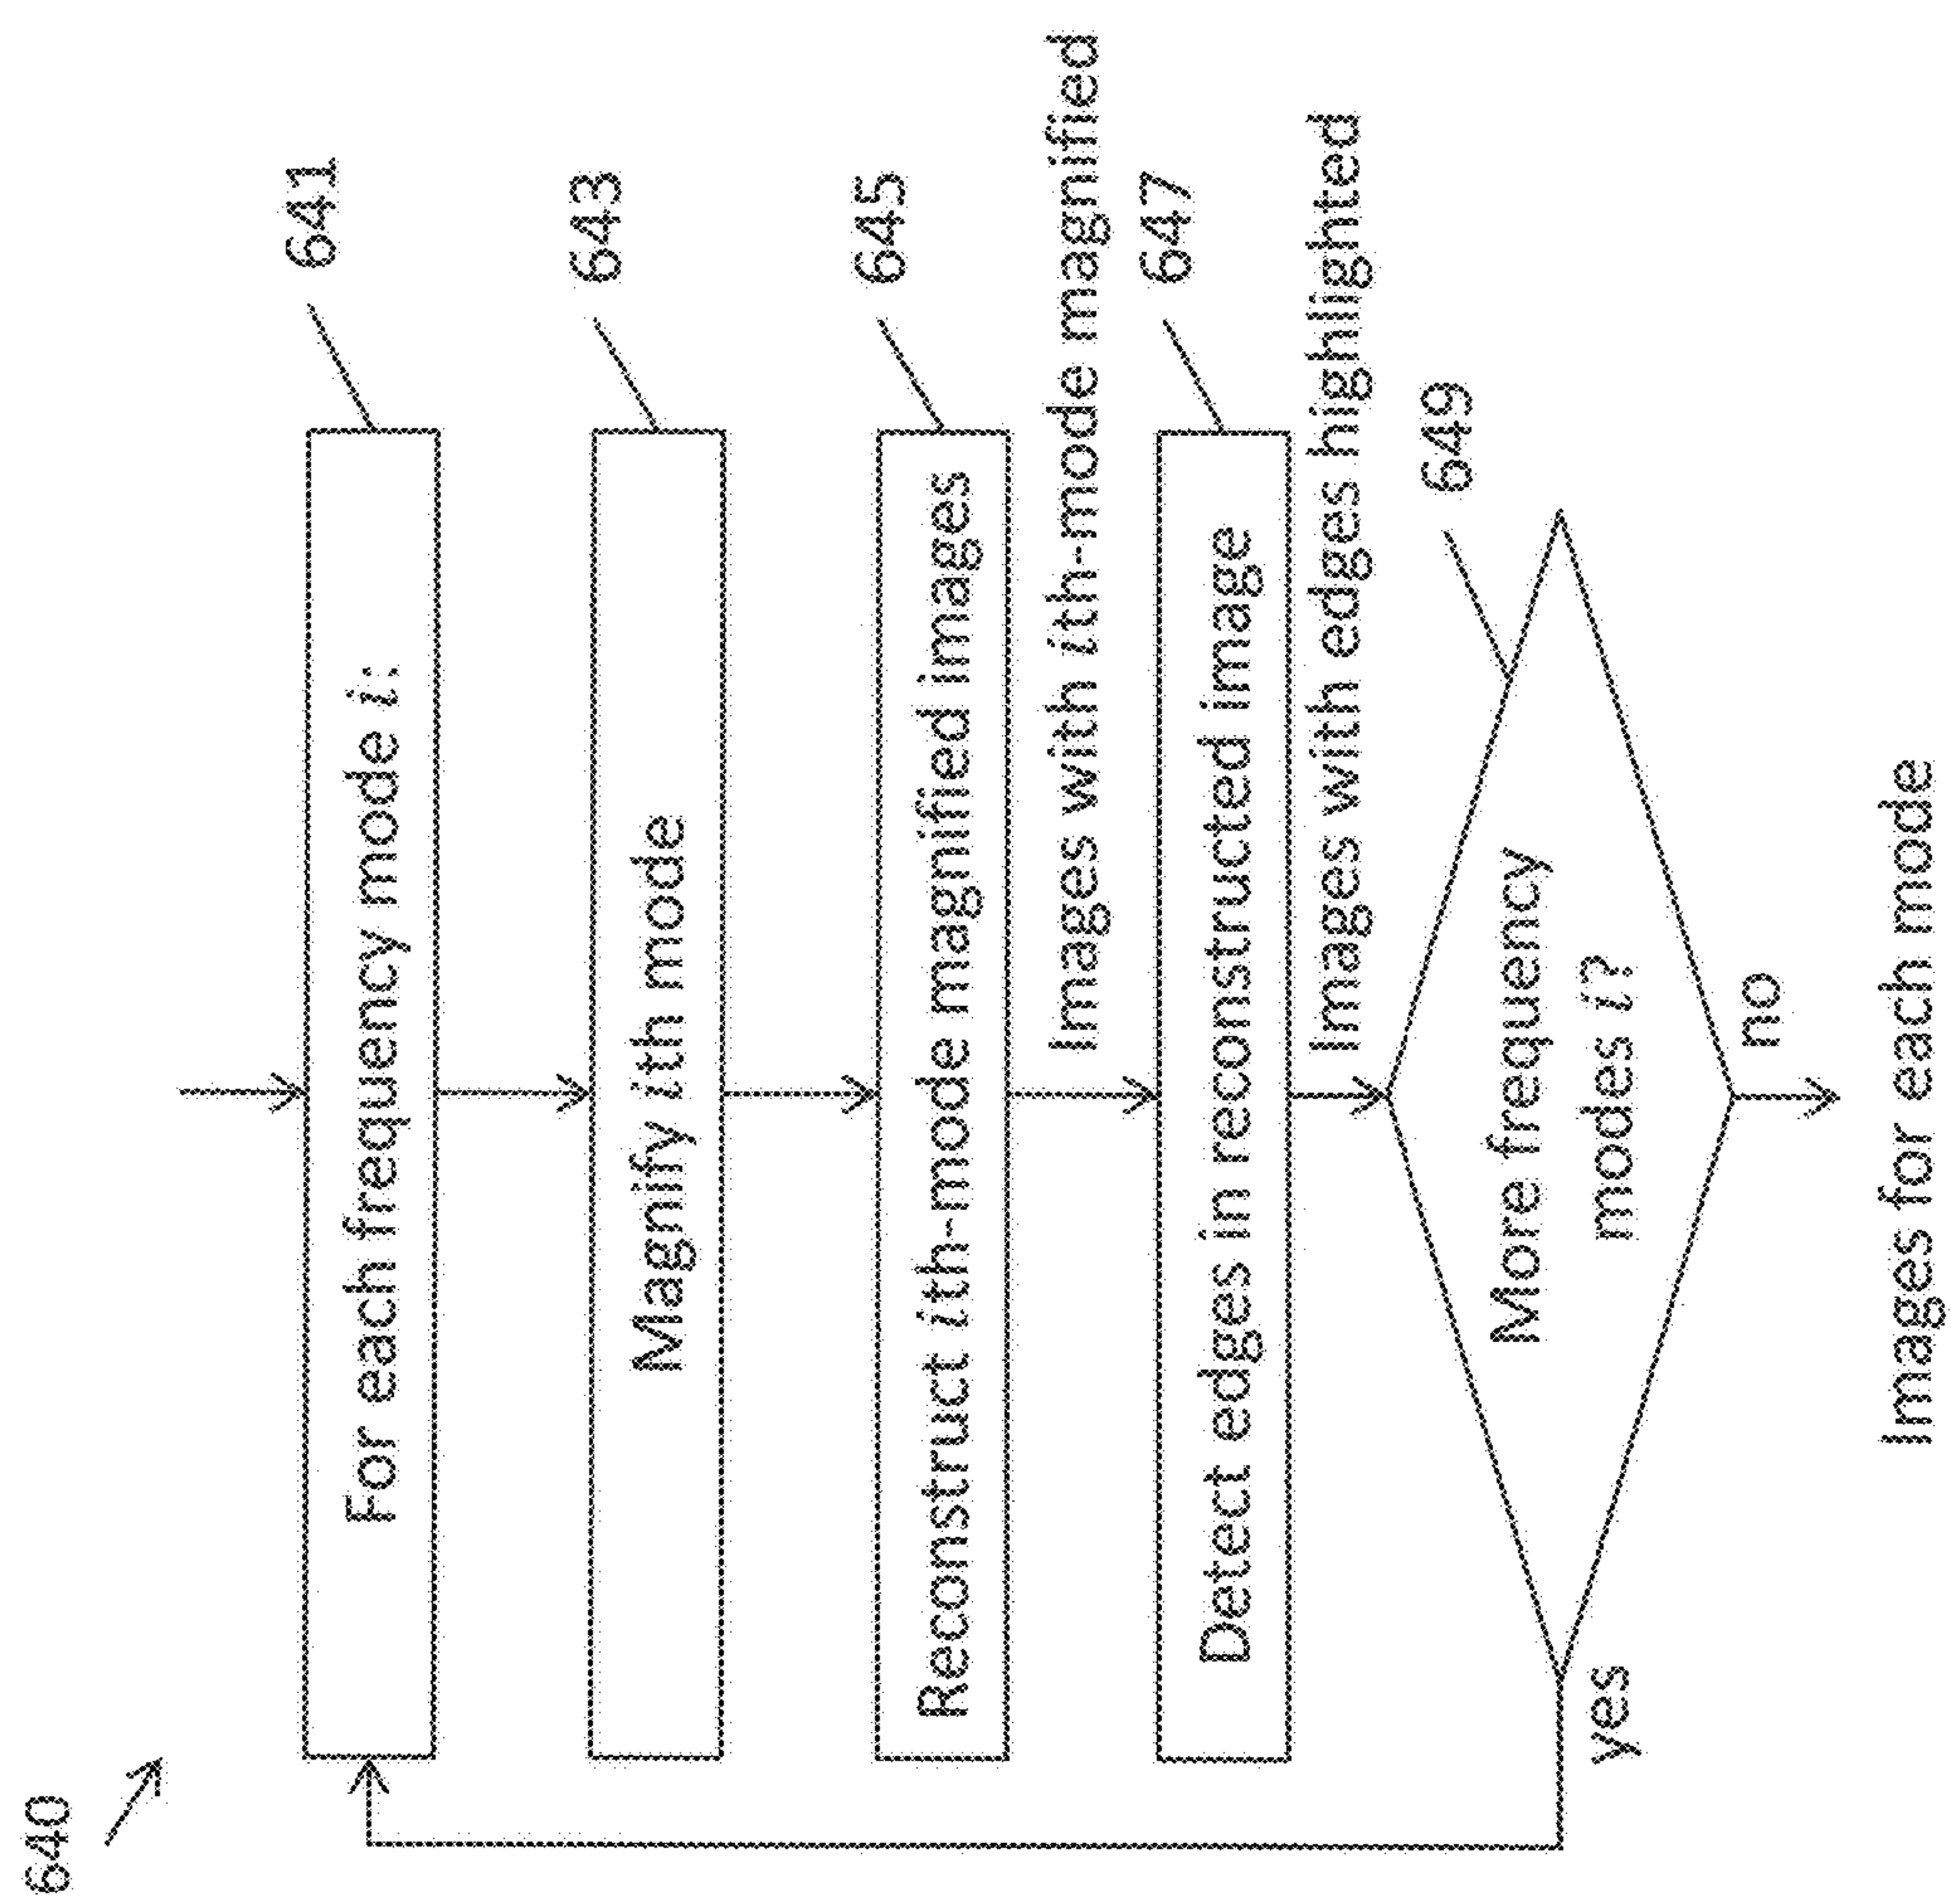 640
For each frequency mode i:
641
Magnify ith mode
643
Reconstruct ith-mode magnified images
645
Images with ith-mode magnified
Detect edges in reconstructed image
647
Images with edges highlighted
649
More frequency
modes i?
yes
no
Images for each mode